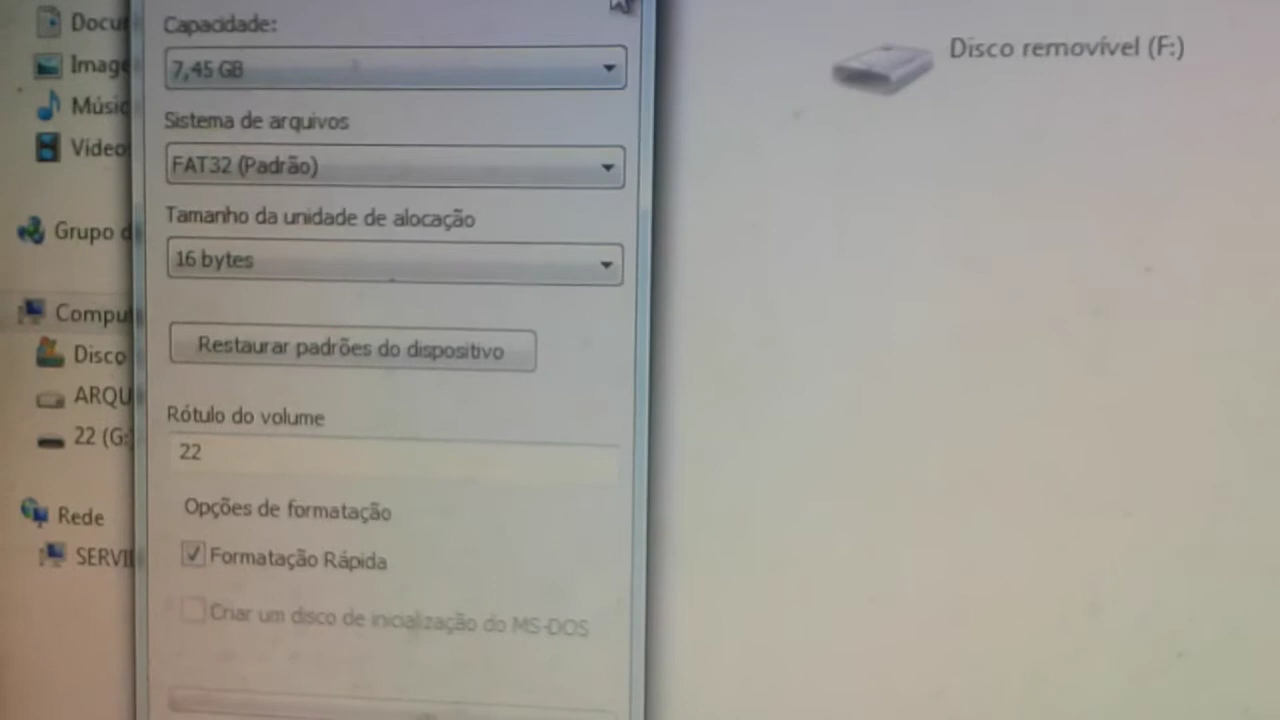 Capacidade:
7,45 GB
Sistema de arquivos
FAT32 (Padrão)
Tamanho da unidade de alocação
16 bytes
Restaurar padrões do dispositivo
Rótulo do volume
22
Opções de formatação
Formatação Rápida
Criar um disco de inicialização do MS-DOS
Docu
Image
Músic
Vídeo
Grupo d
Compu
Disco
ARQU
22 (G:)
Rede
SERVI
Disco removível (F:)